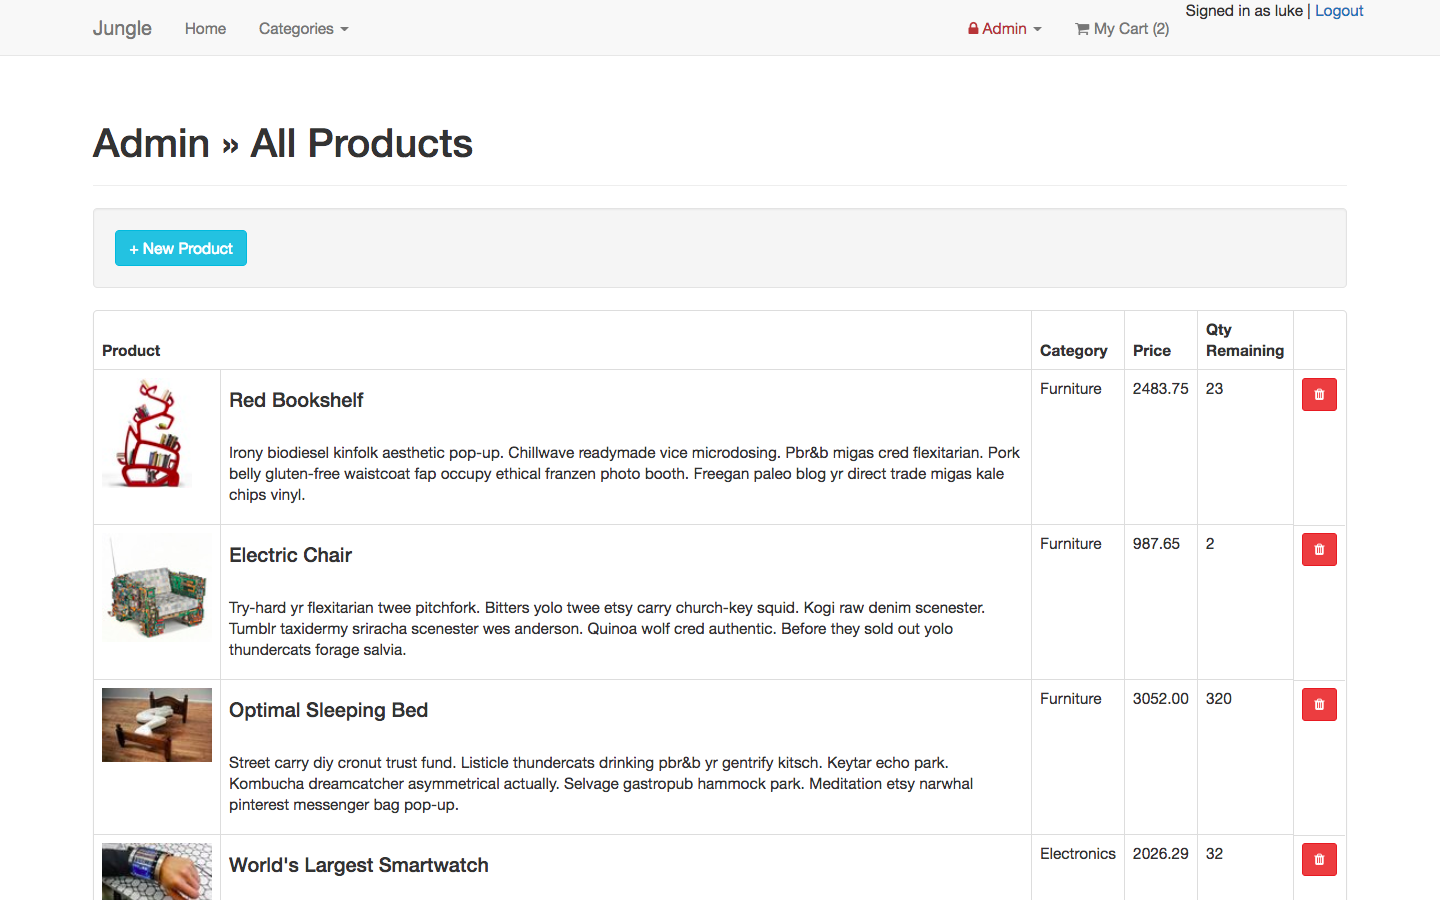 Signed in as luke | Logout
Jungle Home Categories Admin My Cart (2)
Admin » All Products
+ New Product
Product Category Price Qty
Remaining
Red Bookshelf Furniture 2483.75 23
Irony biodiesel kinfolk aesthetic pop-up. Chillwave readymade vice microdosing. Pbr&b migas cred flexitarian. Pork
belly gluten-free waistcoat fap occupy ethical franzen photo booth. Freegan paleo blog yr direct trade migas kale
chips vinyl.
Electric Chair Furniture 987.65 2
Try-hard yr flexitarian twee pitchfork. Bitters yolo twee etsy carry church-key squid. Kogi raw denim scenester.
Tumblr taxidermy sriracha scenester wes anderson. Quinoa wolf cred authentic. Before they sold out yolo
thundercats forage salvia.
Optimal Sleeping Bed Furniture 3052.00 320
Street carry diy cronut trust fund. Listicle thundercats drinking pbr&b yr gentrify kitsch. Keytar echo park.
Kombucha dreamcatcher asymmetrical actually. Selvage gastropub hammock park. Meditation etsy narwhal
pinterest messenger bag pop-up.
World's Largest Smartwatch Electronics 2026.29 32